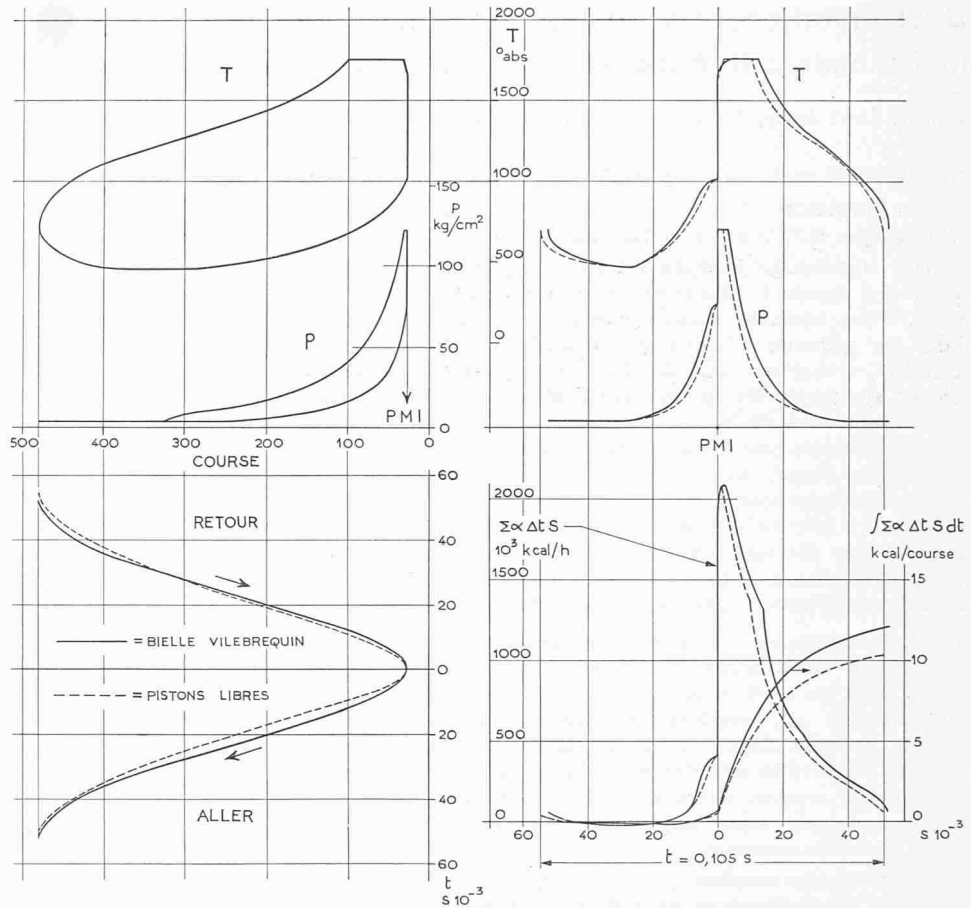 2000
T
°abs
1500
1000
500
0
T
T
150
P
kg/cm²
100
50
0
P
P
PMI
500
400
300
200
100
0
COURSE
PMI
60
40
20
0
20
40
60
t
s 10⁻³
RETOUR
= BIELLE VILEBREQUIN
= PISTONS LIBRES
ALLER
2000
Σ∝ Δt S
10³ kcal/h
1500
1000
500
0
∫Σ∝ Δt S dt
kcal/course
15
10
5
0
60
40
20
0
20
40
s 10⁻³
t = 0,105 s